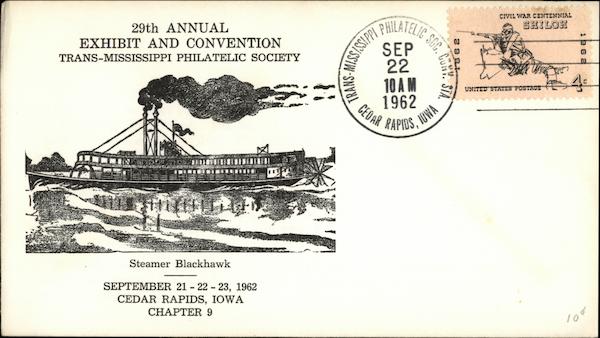 29th ANNUAL
EXHIBIT AND CONVENTION
TRANS-MISSISSIPPI PHILATELIC SOCIETY
Steamer Blackhawk
SEPTEMBER 21 - 22 - 23, 1962
CEDAR RAPIDS, IOWA
CHAPTER 9
TRANS-MISSISSIPPI PHILATELIC SOC. CONV. STA.
SEP
22
10 AM
1962
CEDAR RAPIDS, IOWA
CIVIL WAR CENTENNIAL
SHILOH
1862
1962
UNITED STATES POSTAGE
4c
10¢